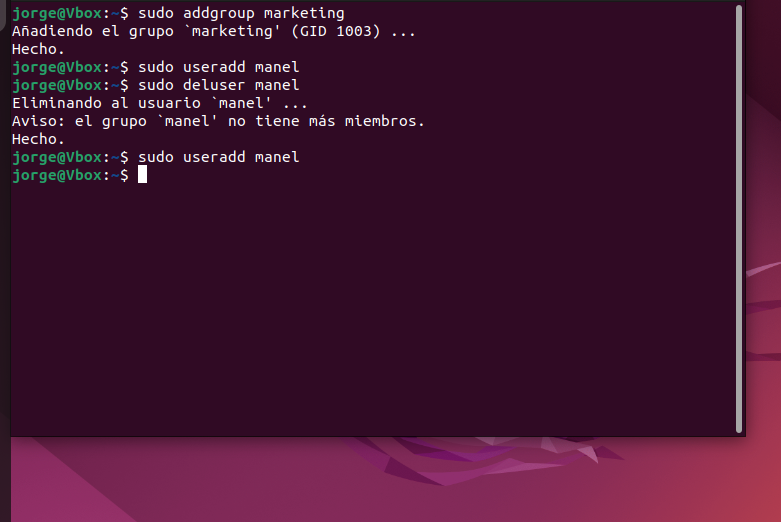 jorge@Vbox:~$ sudo addgroup marketing
Añadiendo el grupo `marketing' (GID 1003) ...
Hecho.
jorge@Vbox:~$ sudo useradd manel
jorge@Vbox:~$ sudo deluser manel
Eliminando al usuario `manel' ...
Aviso: el grupo `manel' no tiene más miembros.
Hecho.
jorge@Vbox:~$ sudo useradd manel
jorge@Vbox:~$